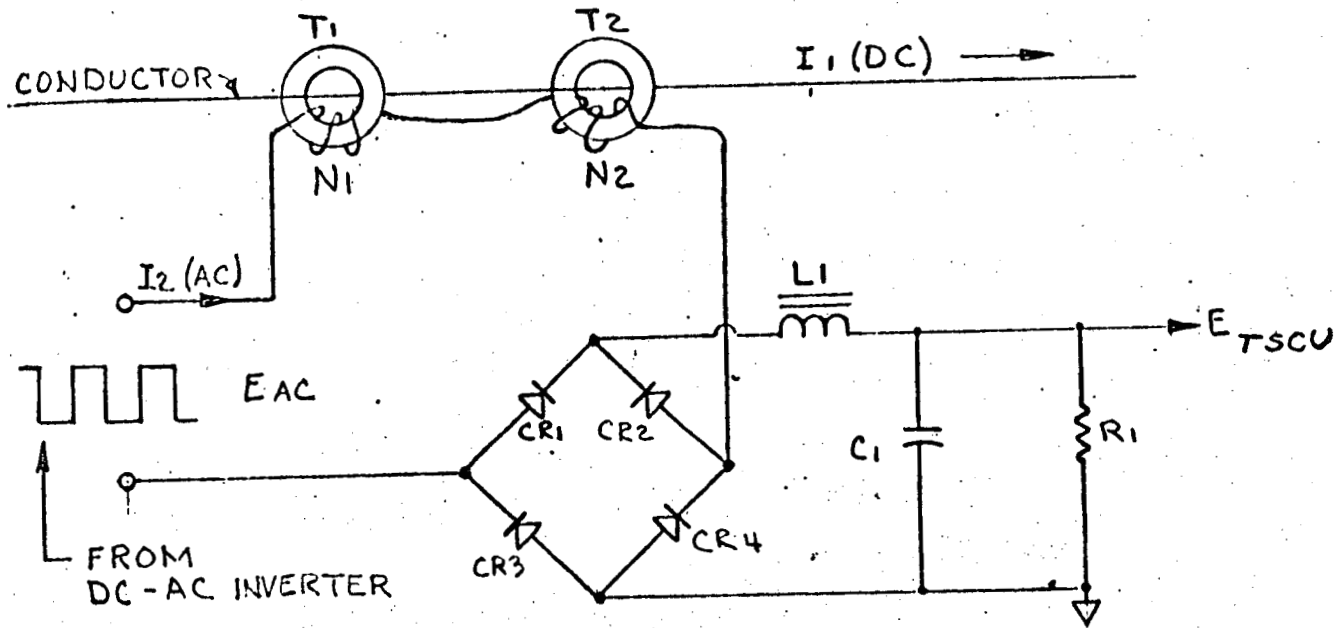 T1
T2
I1 (DC)
CONDUCTOR
N1
N2
I2 (AC)
L1
E TSCU
EAC
CR1
CR2
C1
R1
CR3
CR4
FROM
DC-AC INVERTER